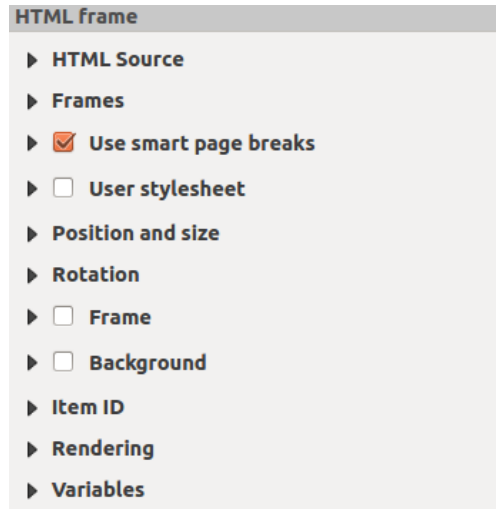 HTML frame
HTML Source
Frames
Use smart page breaks
User stylesheet
Position and size
Rotation
Frame
Background
Item ID
Rendering
Variables